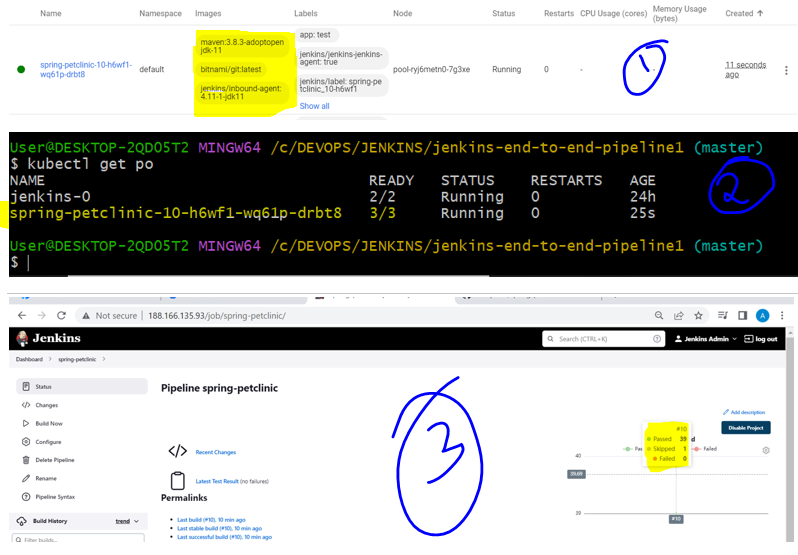 Name Namespace Images Labels Node Status Restarts CPU Usage (cores) Memory Usage (bytes) Created ↑
spring-petclinic-10-h6wf1-wq61p-drbt8
default
maven:3.8.3-adoptopenjdk-11
bitnami/git:latest
jenkins/inbound-agent:4.11-1-jdk11
app: test
jenkins/jenkins-jenkins-agent: true
jenkins/label: spring-petclinic_10-h6wf1
Show all
pool-ryj6metn0-7g3xe
Running
0
-
-
11 seconds ago
1
User@DESKTOP-2QD05T2 MINGW64 /c/DEVOPS/JENKINS/jenkins-end-to-end-pipeline1 (master)
$ kubectl get po
NAME READY STATUS RESTARTS AGE
jenkins-0 2/2 Running 0 24h
spring-petclinic-10-h6wf1-wq61p-drbt8 3/3 Running 0 25s
User@DESKTOP-2QD05T2 MINGW64 /c/DEVOPS/JENKINS/jenkins-end-to-end-pipeline1 (master)
$
2
Not secure | 188.166.135.93/job/spring-petclinic/
A
Jenkins
Search (CTRL+K)
Jenkins Admin
log out
Dashboard > spring-petclinic >
Status
Changes
Build Now
Configure
Delete Pipeline
Rename
Pipeline Syntax
Build History
trend
Filter builds...
Pipeline spring-petclinic
Recent Changes
Latest Test Result (no failures)
Permalinks
• Last build (#10), 10 min ago
• Last stable build (#10), 10 min ago
• Last successful build (#10), 10 min ago
3
Add description
Disable Project
#10
Passed 39
Skipped 1
Failed 0
Failed
40
39.69
39
#10